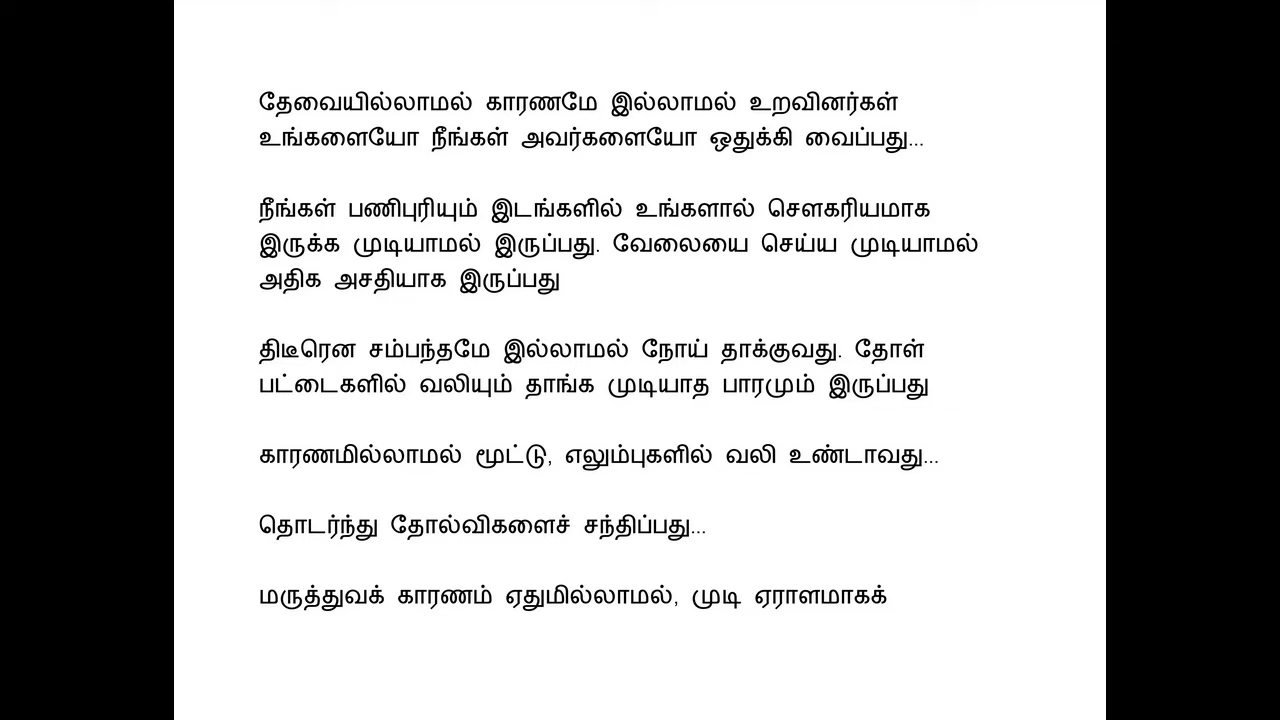 தேவையில்லாமல் காரணமே இல்லாமல் உறவினர்கள்
உங்களையோ நீங்கள் அவர்களையோ ஒதுக்கி வைப்பது...
நீங்கள் பணிபுரியும் இடங்களில் உங்களால் சௌகரியமாக
இருக்க முடியாமல் இருப்பது. வேலையை செய்ய முடியாமல்
அதிக அசதியாக இருப்பது
திடீரென சம்பந்தமே இல்லாமல் நோய் தாக்குவது. தோள்
பட்டைகளில் வலியும் தாங்க முடியாத பாரமும் இருப்பது
காரணமில்லாமல் மூட்டு, எலும்புகளில் வலி உண்டாவது...
தொடர்ந்து தோல்விகளைச் சந்திப்பது...
மருத்துவக் காரணம் ஏதுமில்லாமல், முடி ஏராளமாகக்